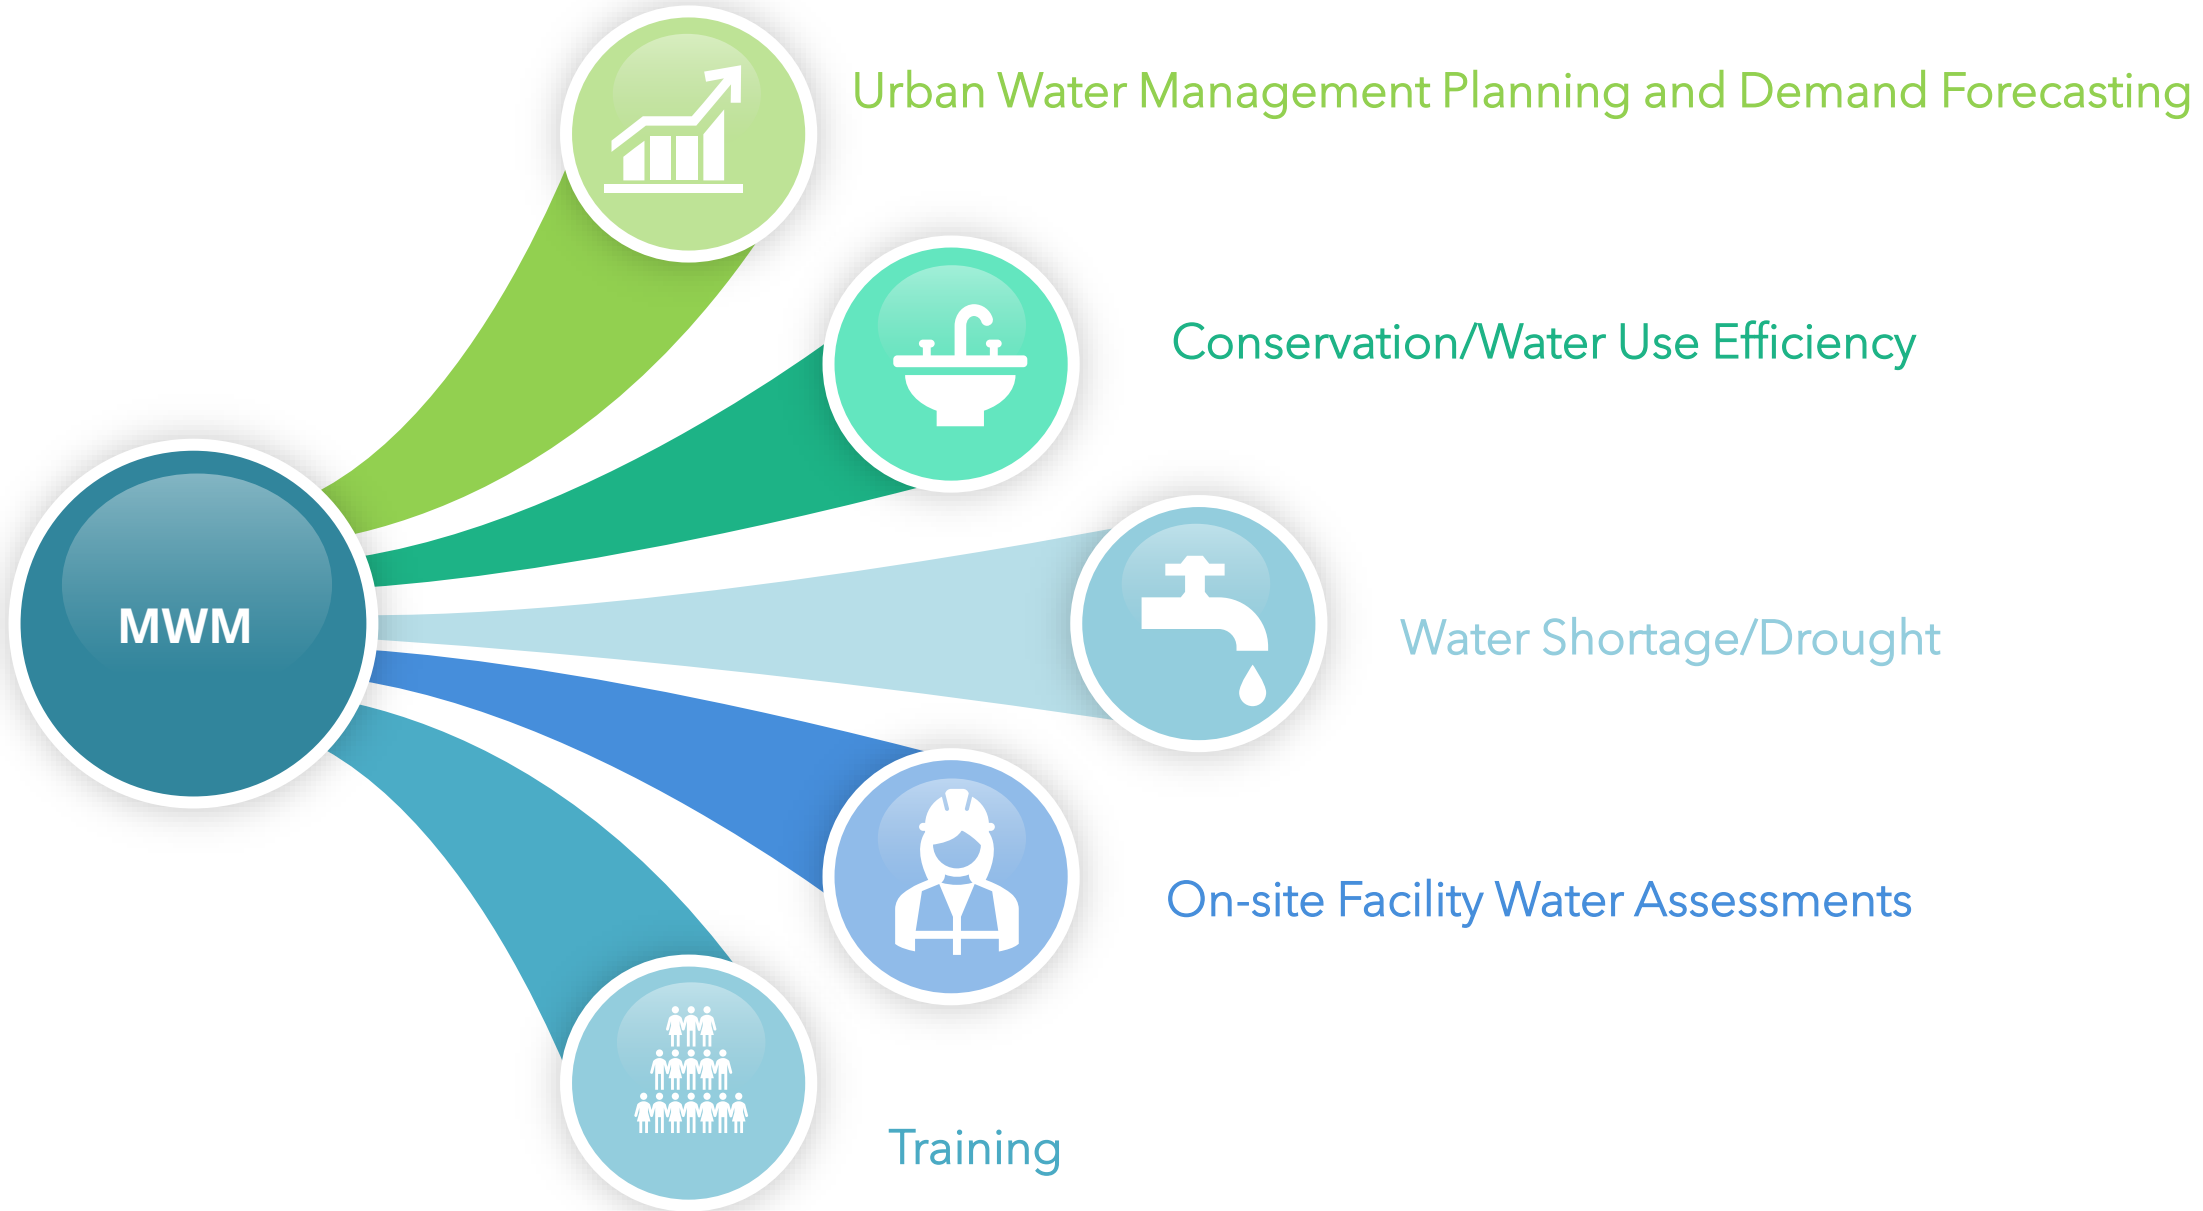 Urban Water Management Planning and Demand Forecasting
Conservation/Water Use Efficiency
MWM
Water Shortage/Drought
On-site Facility Water Assessments
Training